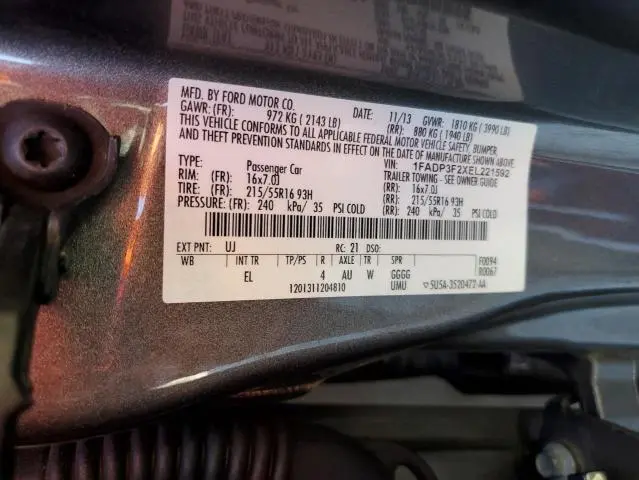 MFD. BY FORD MOTOR CO.
DATE: 11/13 GVWR: 1810 KG ( 3990 LB)
GAWR: (FR): 972 KG ( 2143 LB) (RR): 880 KG ( 1940 LB)
THIS VEHICLE CONFORMS TO ALL APPLICABLE FEDERAL MOTOR VEHICLE SAFETY, BUMPER,
AND THEFT PREVENTION STANDARDS IN EFFECT ON THE DATE OF MANUFACTURE SHOWN ABOVE.
VIN: 1FADP3F2XEL221592
TYPE: Passenger Car TRAILER TOWING - SEE OWNER GUIDE
RIM: (FR): 16x7.0J (RR): 16x7.0J
TIRE: (FR): 215/55R16 93H (RR): 215/55R16 93H
PRESSURE: (FR): 240 kPa/ 35 PSI COLD (RR): 240 kPa/ 35 PSI COLD
EXT PNT: UJ RC: 21 DSO:
WB INT TR TP/PS R AXLE TR SPR F0094
EL 4 AU W GGGG R0067
1201311204810 UMU ▽5U5A-3520472-AA